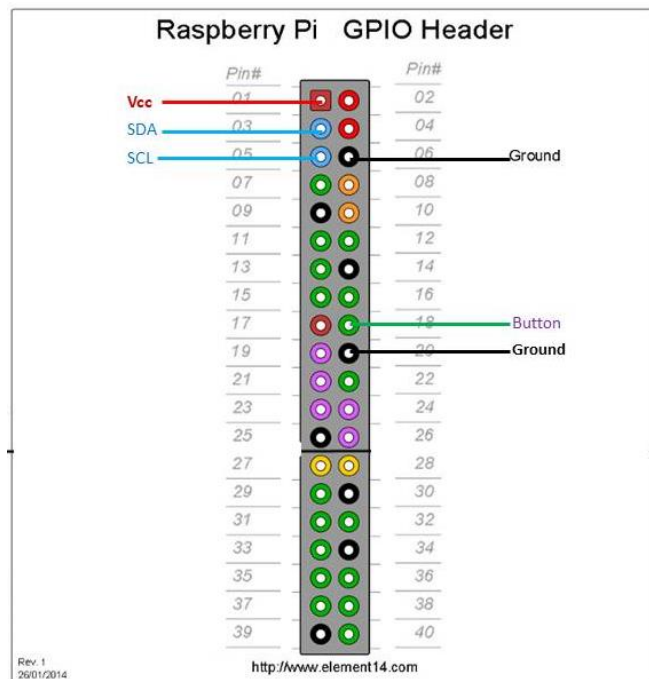 Raspberry Pi GPIO Header
Pin# Pin#
Vcc 01 02
SDA 03 04
SCL 05 06 Ground
07 08
09 10
11 12
13 14
15 16
17 18 Button
19 20 Ground
21 22
23 24
25 26
27 28
29 30
31 32
33 34
35 36
37 38
39 40
Rev. 1
26/01/2014
http://www.element14.com